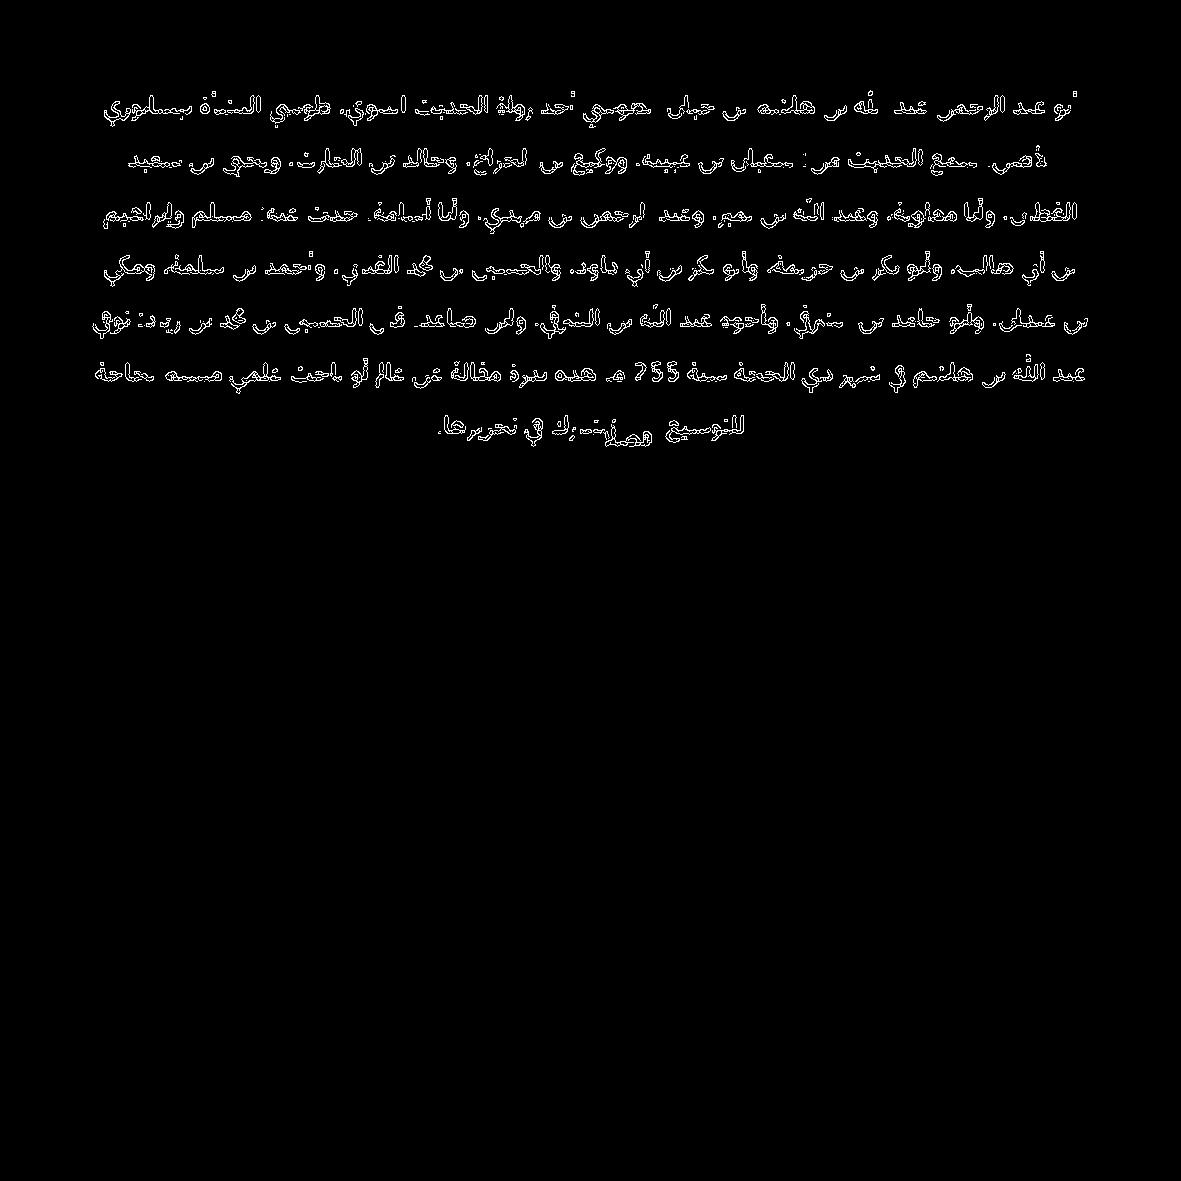 أبو عبد الرحمن عبد الله بن هاشم بن حيان الطوسي أحد رواة الحديث النبوي، طوسي النشأة نيسابوري
الأصل. سمع الحديث من: سفيان بن عيينة، ووكيع بن الجراح، وخالد بن الحارث، ويحيى بن سعيد
القطان، وأبا معاوية، وعبد الله بن نمير، وعبد الرحمن بن مهدي، وأبا أسامة. حدث عنه: مسلم وإبراهيم
بن أبي طالب، وأبو بكر بن خزيمة، وأبو بكر بن أبي داود، والحسين بن محمد القباني، وأحمد بن سلمة، ومكي
بن عبدان، وأبو حامد بن الشرقي، وأخوه عبد الله بن الشرقي، وابن صاعد. قال الحسين بن محمد بن زياد: توفي
عبد الله بن هاشم في شهر ذي الحجة سنة 255 هـ هذه بذرة مقالة عن عالم أو باحث علمي مسلم بحاجة
للتوسيع فضلا شارك في تحريرها.